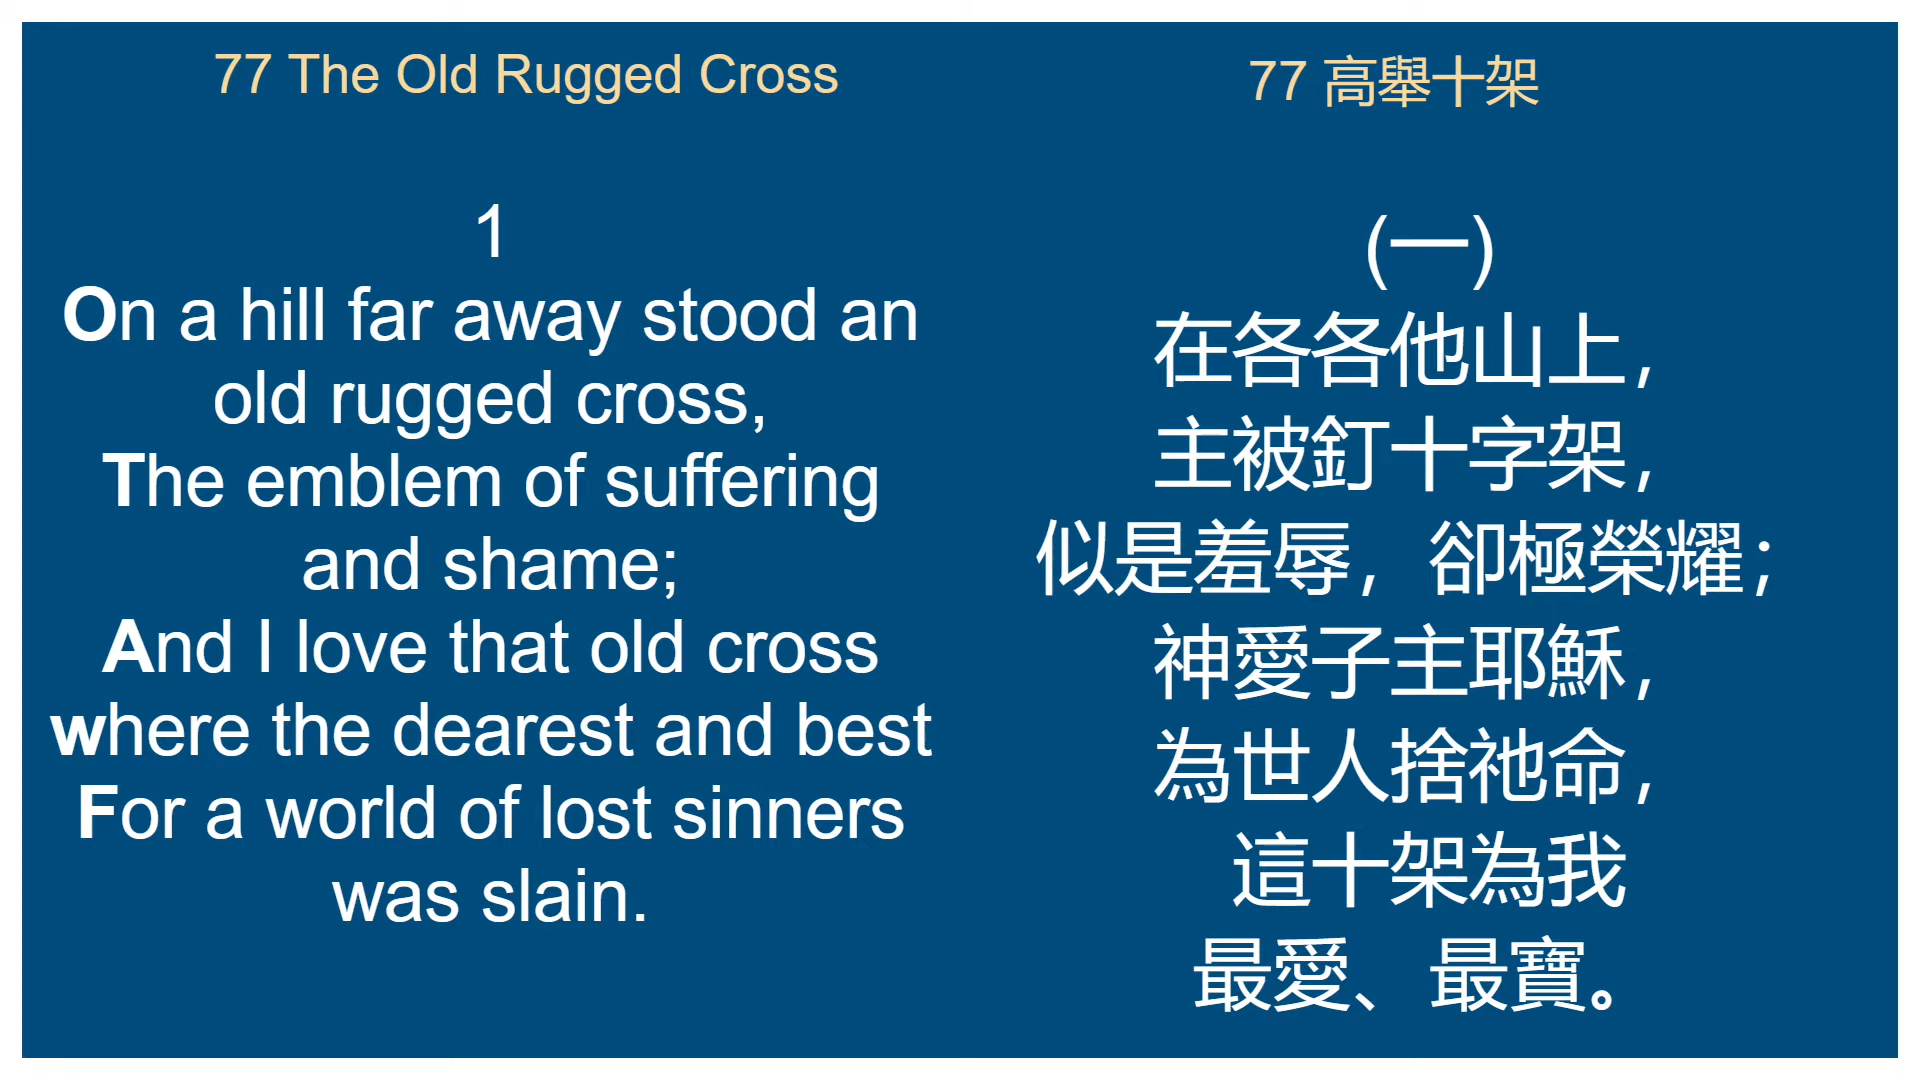 77 The Old Rugged Cross
1
On a hill far away stood an
old rugged cross,
The emblem of suffering
and shame;
And I love that old cross
where the dearest and best
For a world of lost sinners
was slain.
77 高舉十架
(一)
在各各他山上，
主被釘十字架，
似是羞辱，卻極榮耀；
神愛子主耶穌，
為世人捨祂命，
這十架為我
最愛、最寶。